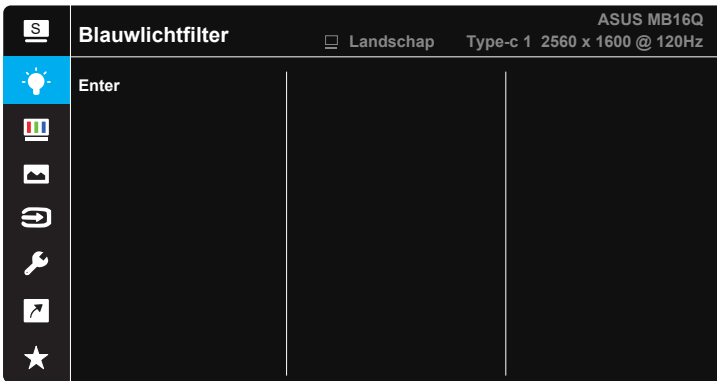 S
ASUS MB16Q
Blauwlichtfilter
Landschap Type-c 1 2560 x 1600 @ 120Hz
Enter